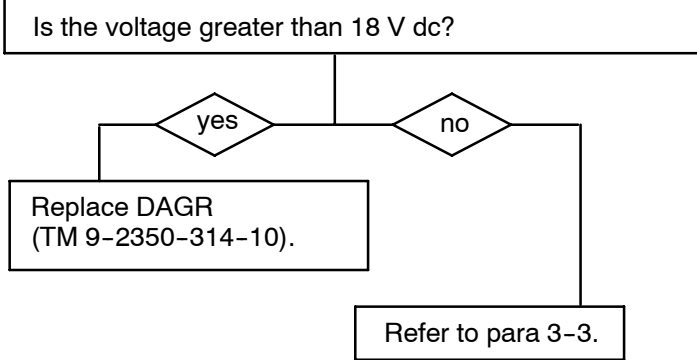 Is the voltage greater than 18 V dc?
yes
no
Replace DAGR
(TM 9-2350-314-10).
Refer to para 3-3.